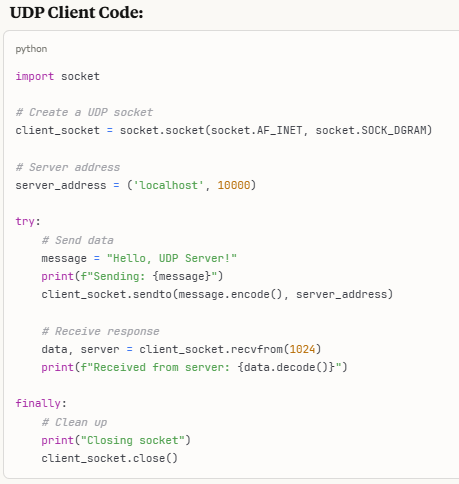 UDP Client Code:
python
import socket
# Create a UDP socket
client_socket = socket.socket(socket.AF_INET, socket.SOCK_DGRAM)
# Server address
server_address = ('localhost', 10000)
try:
    # Send data
    message = "Hello, UDP Server!"
    print(f"Sending: {message}")
    client_socket.sendto(message.encode(), server_address)
    # Receive response
    data, server = client_socket.recvfrom(1024)
    print(f"Received from server: {data.decode()}")
finally:
    # Clean up
    print("Closing socket")
    client_socket.close()